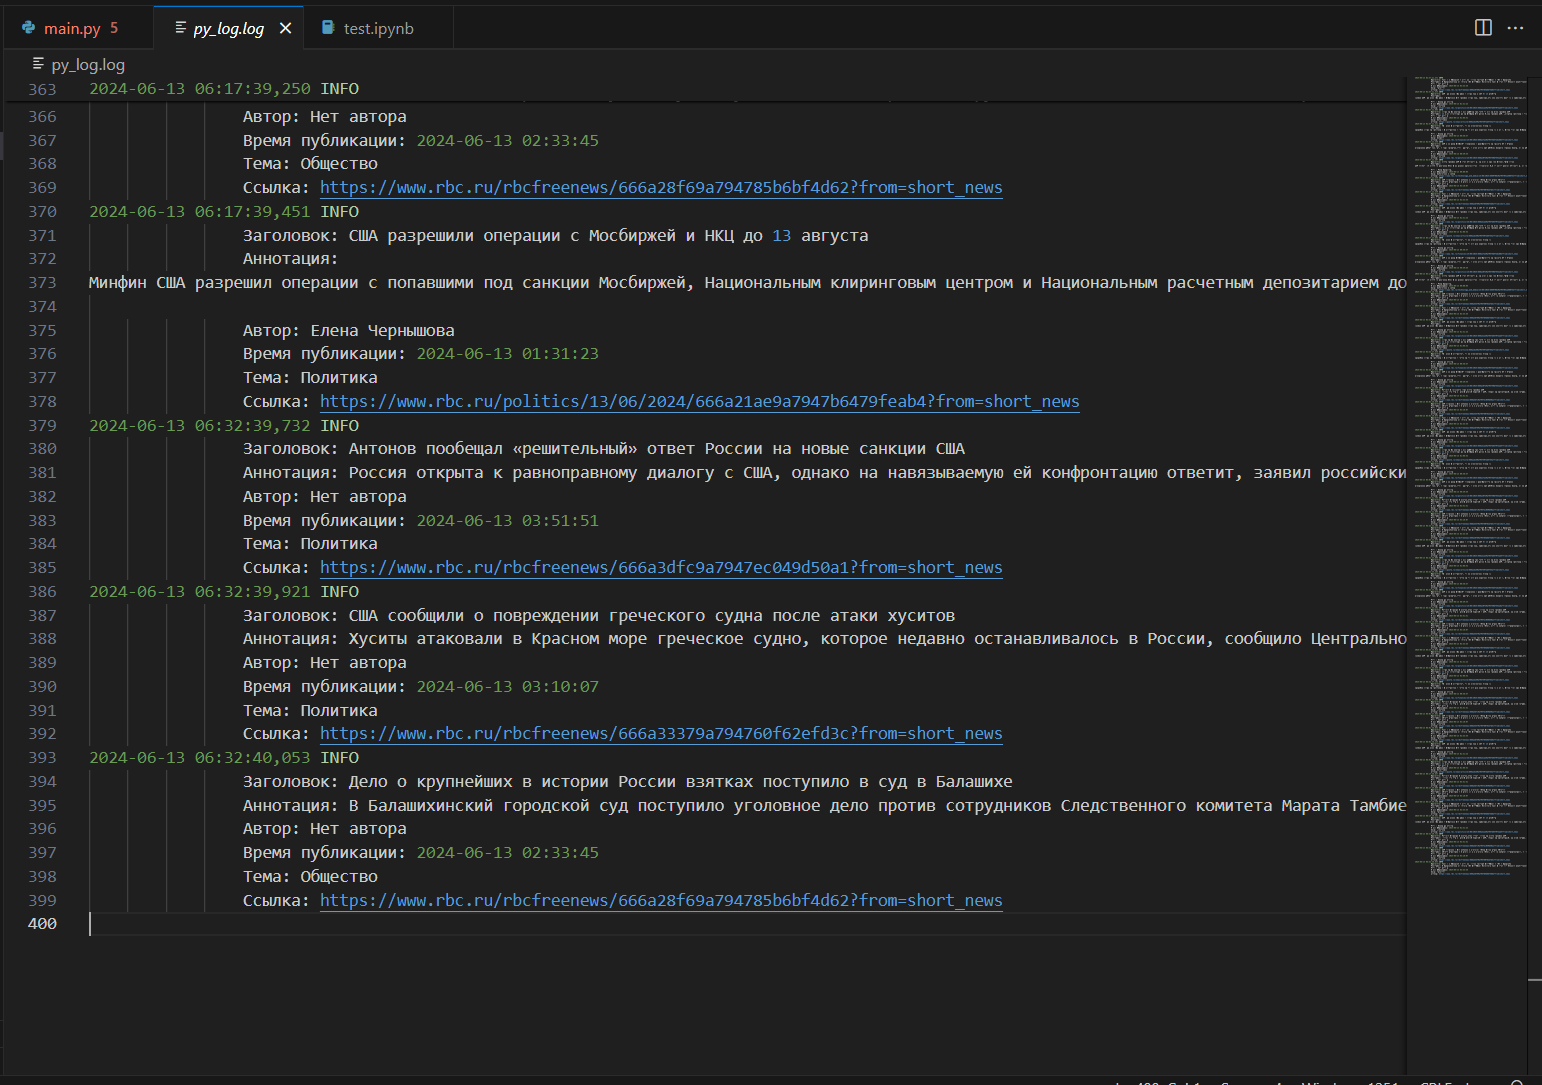 main.py 5
py_log.log
test.ipynb
py_log.log
363 2024-06-13 06:17:39,250 INFO
366 Автор: Нет автора
367 Время публикации: 2024-06-13 02:33:45
368 Тема: Общество
369 Ссылка: https://www.rbc.ru/rbcfreenews/666a28f69a794785b6bf4d62?from=short_news
370 2024-06-13 06:17:39,451 INFO
371 Заголовок: США разрешили операции с Мосбиржей и НКЦ до 13 августа
372 Аннотация:
373 Минфин США разрешил операции с попавшими под санкции Мосбиржей, Национальным клиринговым центром и Национальным расчетным депозитарием до
374
375 Автор: Елена Чернышова
376 Время публикации: 2024-06-13 01:31:23
377 Тема: Политика
378 Ссылка: https://www.rbc.ru/politics/13/06/2024/666a21ae9a7947b6479feab4?from=short_news
379 2024-06-13 06:32:39,732 INFO
380 Заголовок: Антонов пообещал «решительный» ответ России на новые санкции США
381 Аннотация: Россия открыта к равноправному диалогу с США, однако на навязываемую ей конфронтацию ответит, заявил российски
382 Автор: Нет автора
383 Время публикации: 2024-06-13 03:51:51
384 Тема: Политика
385 Ссылка: https://www.rbc.ru/rbcfreenews/666a3dfc9a7947ec049d50a1?from=short_news
386 2024-06-13 06:32:39,921 INFO
387 Заголовок: США сообщили о повреждении греческого судна после атаки хуситов
388 Аннотация: Хуситы атаковали в Красном море греческое судно, которое недавно останавливалось в России, сообщило Центрально
389 Автор: Нет автора
390 Время публикации: 2024-06-13 03:10:07
391 Тема: Политика
392 Ссылка: https://www.rbc.ru/rbcfreenews/666a33379a794760f62efd3c?from=short_news
393 2024-06-13 06:32:40,053 INFO
394 Заголовок: Дело о крупнейших в истории России взятках поступило в суд в Балашихе
395 Аннотация: В Балашихинский городской суд поступило уголовное дело против сотрудников Следственного комитета Марата Тамбие
396 Автор: Нет автора
397 Время публикации: 2024-06-13 02:33:45
398 Тема: Общество
399 Ссылка: https://www.rbc.ru/rbcfreenews/666a28f69a794785b6bf4d62?from=short_news
400